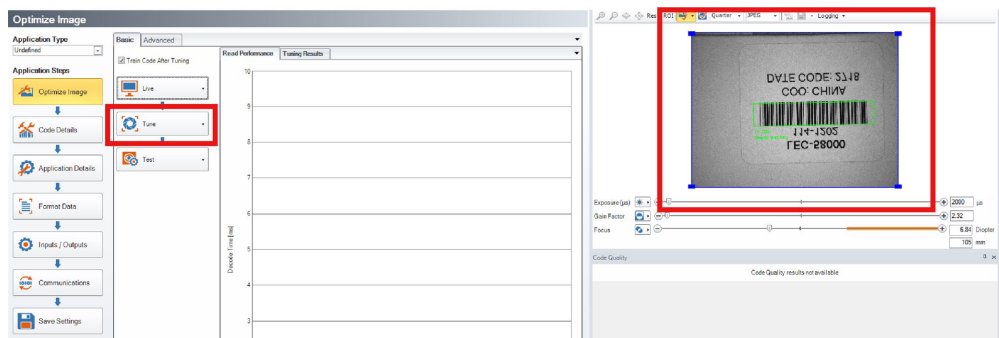 Optimize Image
Application Type
Undefined
Application Steps
Optimize Image
Code Details
Application Details
Format Data
Inputs / Outputs
Communications
Save Settings
Basic
Advanced
Train Code After Tuning
Live
Tune
Test
Read Performance
Tuning Results
Decode Time [ms]
10
9
8
7
6
5
4
3
Res
ROI
Quarter
JPEG
Logging
DATE CODE: 2718
COO: CHINA
114-1202
LEC-58000
Exposure (µs)
2000 µs
Gain Factor
2.32
Focus
6.84 Diopter
105 mm
Code Quality
Code Quality results not available